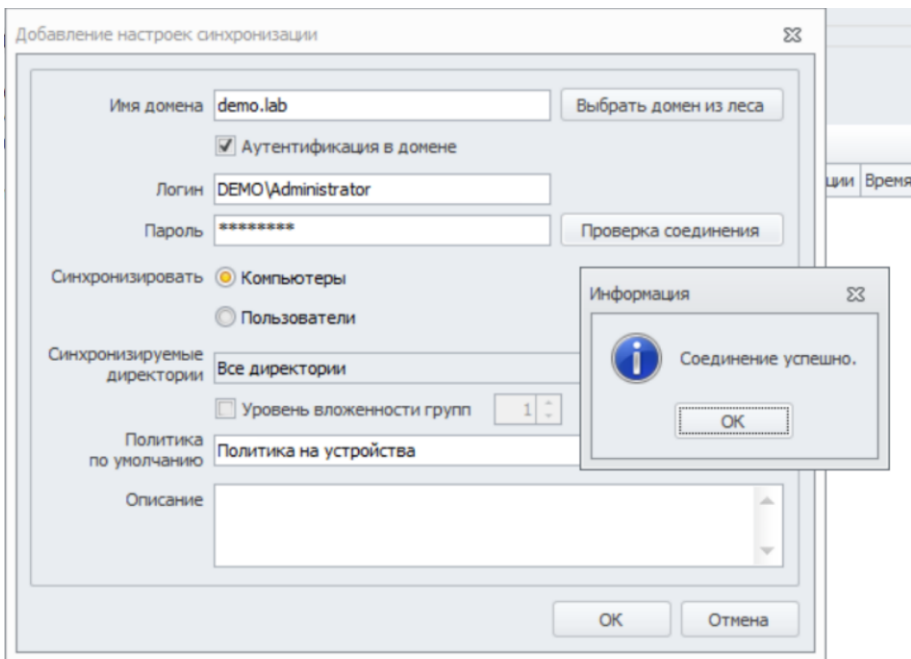 Добавление настроек синхронизации
Имя домена demo.lab Выбрать домен из леса
Аутентификация в домене
Логин DEMO\Administrator
ции Время
Пароль ******** Проверка соединения
Синхронизировать Компьютеры
Пользователи
Информация
Соединение успешно.
OK
Синхронизируемые
директории Все директории
Уровень вложенности групп 1
Политика
по умолчанию Политика на устройства
Описание
OK Отмена